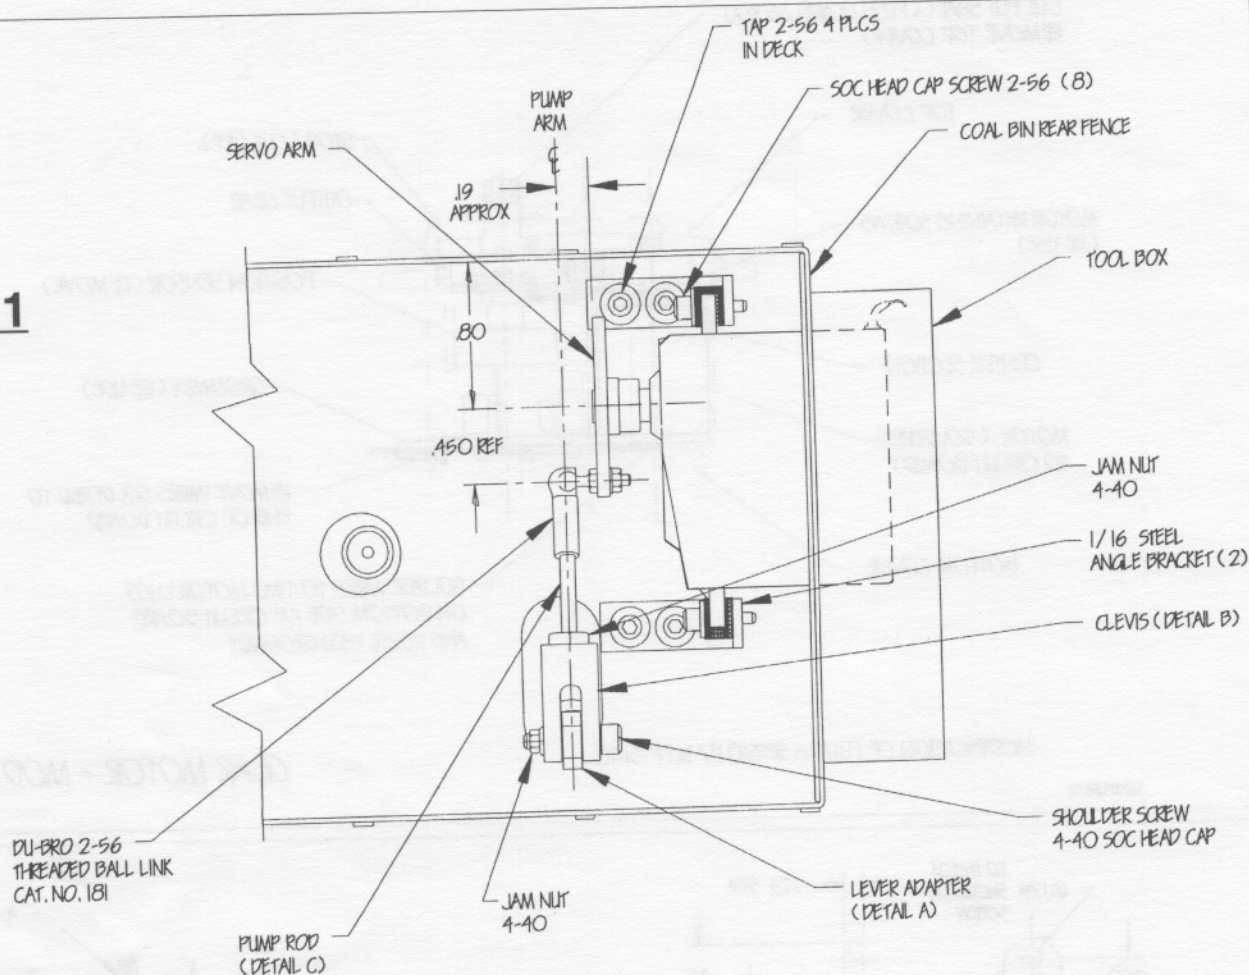 TAP 2-56 4 PLCS
IN DECK
SOC HEAD CAP SCREW 2-56 (8)
COAL BIN REAR FENCE
PUMP
ARM
SERVO ARM
.19
APPROX
TOOL BOX
1
.80
.450 REF
JAM NUT
4-40
1/16 STEEL
ANGLE BRACKET (2)
CLEVIS (DETAIL B)
SHOULDER SCREW
4-40 SOC HEAD CAP
DU-BRO 2-56
THREADED BALL LINK
CAT. NO. 181
JAM NUT
4-40
LEVER ADAPTER
(DETAIL A)
PUMP ROD
(DETAIL C)